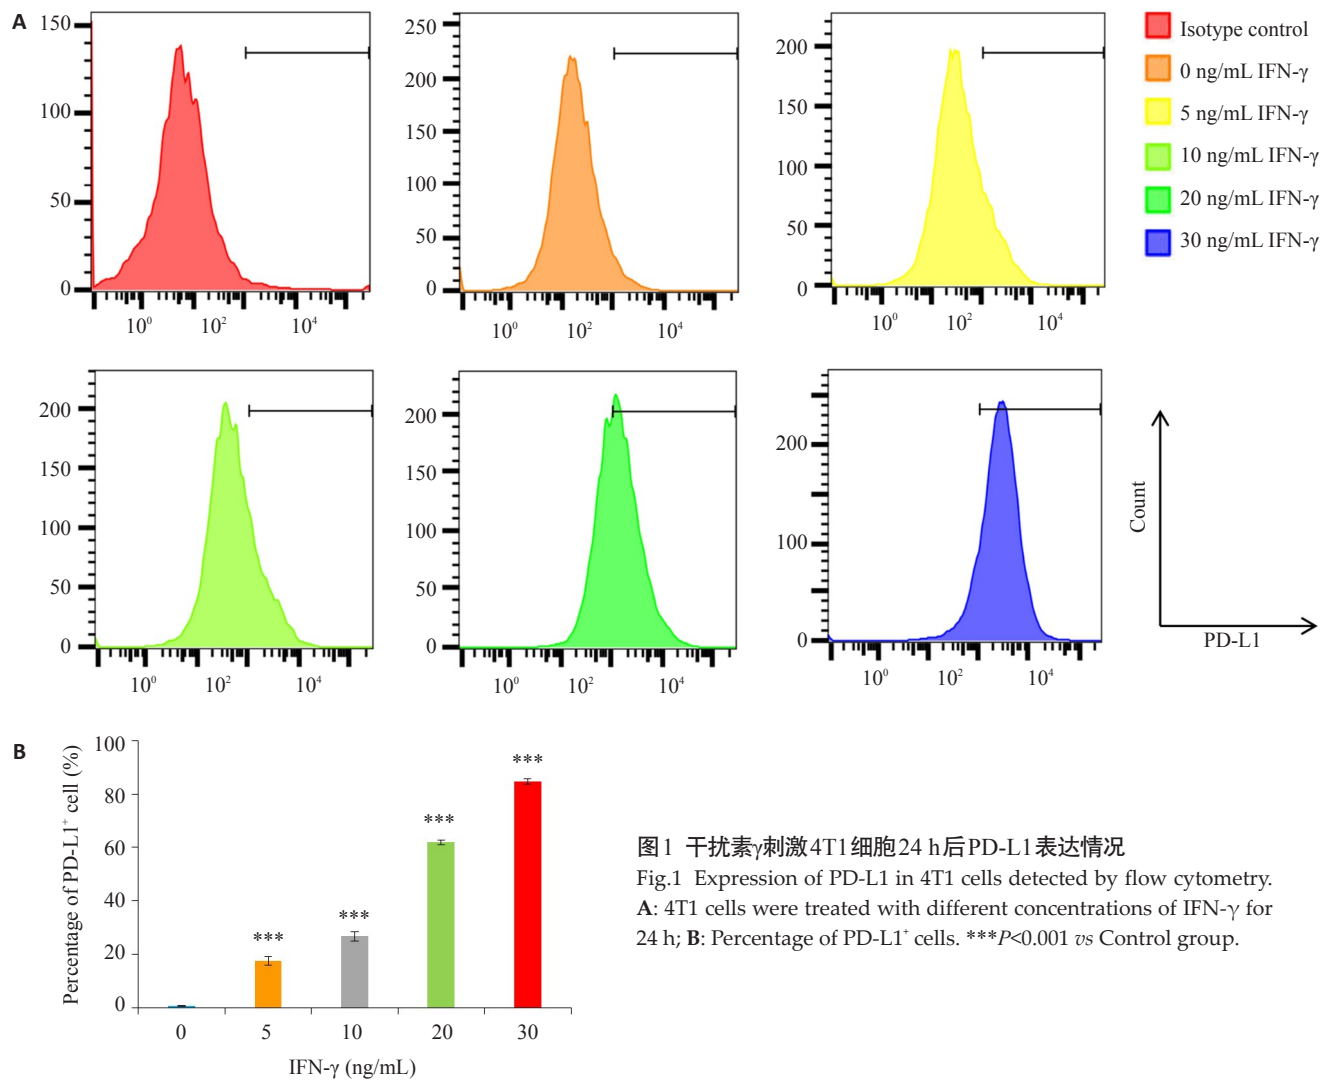 A
150
100
50
0
10⁰ 10² 10⁴
250
200
150
100
50
0
10⁰ 10² 10⁴
200
150
100
50
0
10⁰ 10² 10⁴
Isotype control
0 ng/mL IFN-γ
5 ng/mL IFN-γ
10 ng/mL IFN-γ
20 ng/mL IFN-γ
30 ng/mL IFN-γ
200
150
100
50
0
10⁰ 10² 10⁴
200
150
100
50
0
10⁰ 10² 10⁴
200
100
0
10⁰ 10² 10⁴
Count
PD-L1
B
Percentage of PD-L1⁺ cell (%)
100
80
60
40
20
0
***
***
***
***
0 5 10 20 30
IFN-γ (ng/mL)
图1 干扰素γ刺激4T1细胞24 h后PD-L1表达情况
Fig.1 Expression of PD-L1 in 4T1 cells detected by flow cytometry.
A: 4T1 cells were treated with different concentrations of IFN-γ for
24 h; B: Percentage of PD-L1⁺ cells. ***P<0.001 vs Control group.